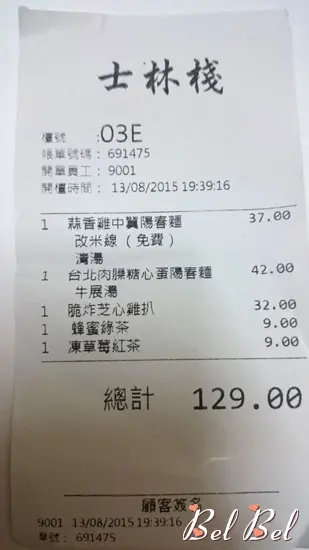 士林棧
檯號 :03E
帳單號碼: 691475
開單員工: 9001
開檯時間: 13/08/2015 19:39:16
1 蒜香雞中翼陽春麵 37.00
改米線(免費)
清湯
1 台北肉臊糖心蛋陽春麵 42.00
牛展湯
1 脆炸芝心雞扒 32.00
1 蜂蜜綠茶 9.00
1 凍草莓紅茶 9.00
總計 129.00
顧客簽名
9001 13/08/2015 19:39:16
單號: 691475
Bel Bel